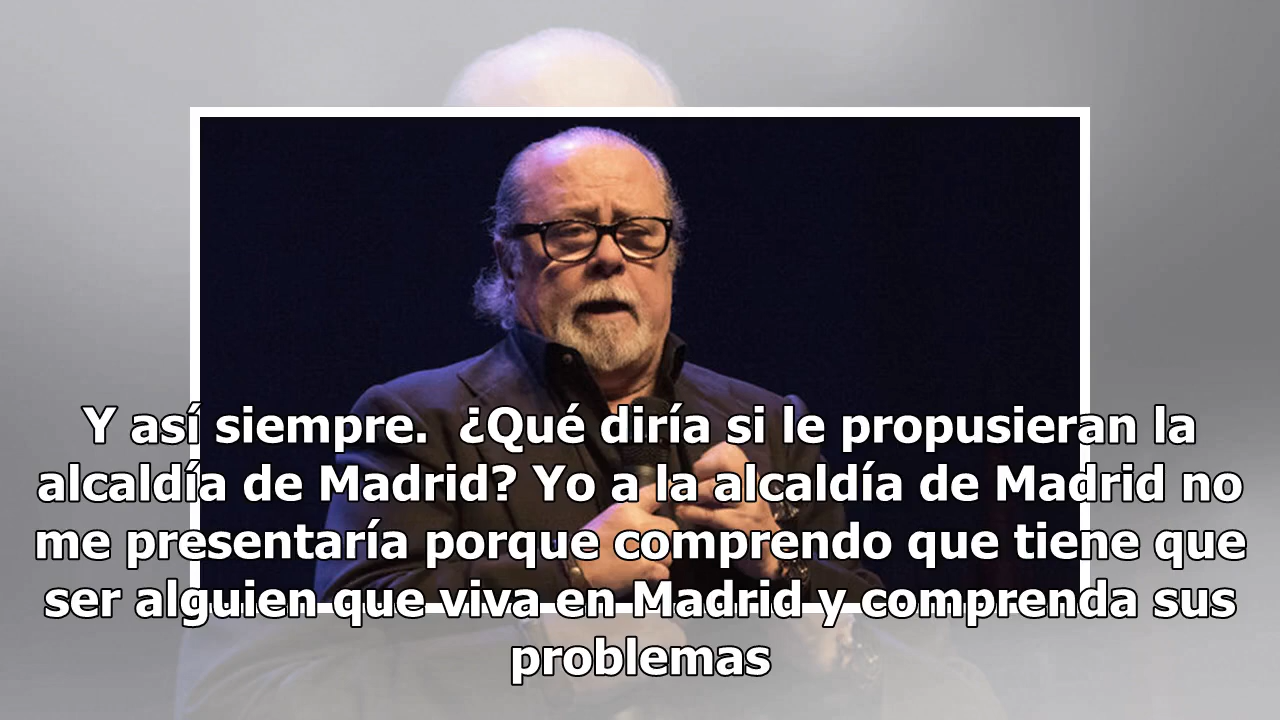 Y así siempre.  ¿Qué diría si le propusieran la
alcaldía de Madrid? Yo a la alcaldía de Madrid no
me presentaría porque comprendo que tiene que
ser alguien que viva en Madrid y comprenda sus
problemas